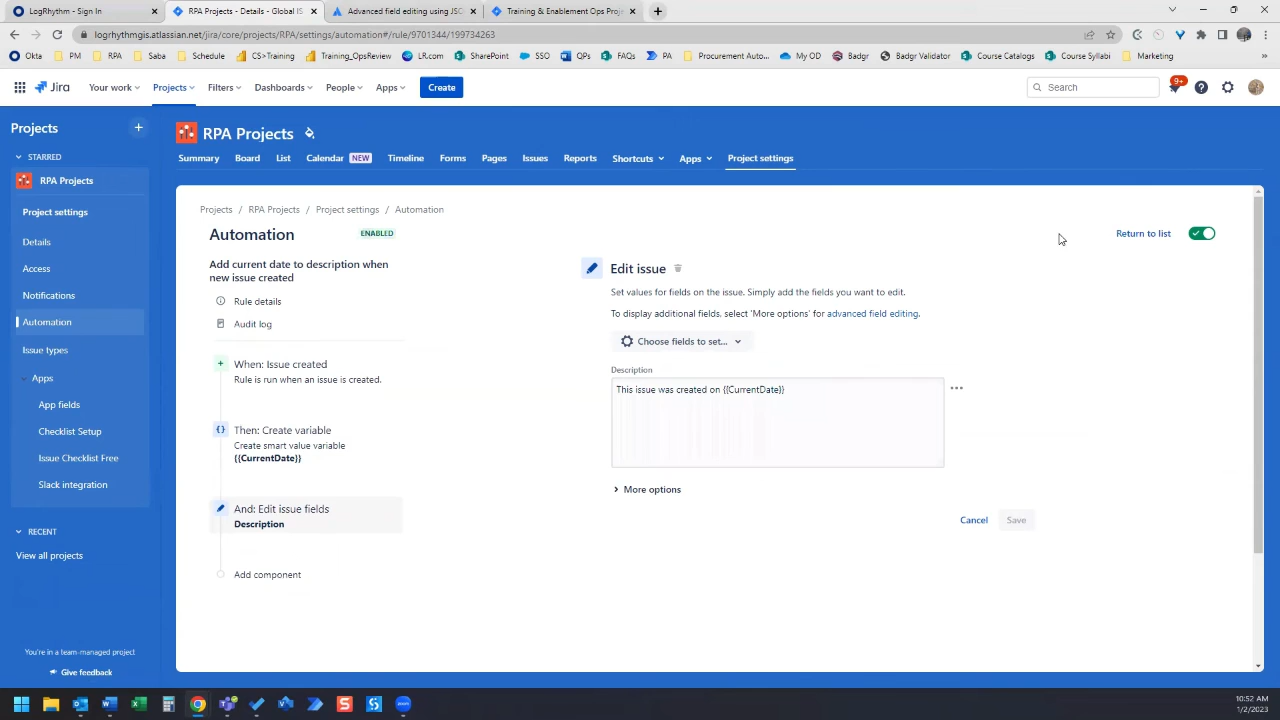 LogRhythm - Sign In
RPA Projects - Details - Global IS
Advanced field editing using JSO
Training & Enablement Ops Proje
logrhythmgis.atlassian.net/jira/core/projects/RPA/settings/automation#/rule/9701344/199734263
Okta PM RPA Saba Schedule CS>Training Training_OpsReview LR.com SharePoint SSO QPs FAQs PA Procurement Autom... My OD Badgr Badgr Validator Course Catalogs Course Syllabi Marketing »
Jira Your work Projects Filters Dashboards People Apps Create Search 9+
Projects
STARRED
RPA Projects
Project settings
Details
Access
Notifications
Automation
Issue types
Apps
App fields
Checklist Setup
Issue Checklist Free
Slack integration
RECENT
View all projects
You're in a team-managed project
Give feedback
RPA Projects
Summary Board List Calendar NEW Timeline Forms Pages Issues Reports Shortcuts Apps Project settings
Projects / RPA Projects / Project settings / Automation
Automation ENABLED
Return to list
Add current date to description when
new issue created
Rule details
Audit log
When: Issue created
Rule is run when an issue is created.
Then: Create variable
Create smart value variable
{{CurrentDate}}
And: Edit issue fields
Description
Add component
Edit issue
Set values for fields on the issue. Simply add the fields you want to edit.
To display additional fields, select 'More options' for advanced field editing.
Choose fields to set...
Description
This issue was created on {{CurrentDate}}
More options
Cancel Save
10:52 AM
1/2/2023